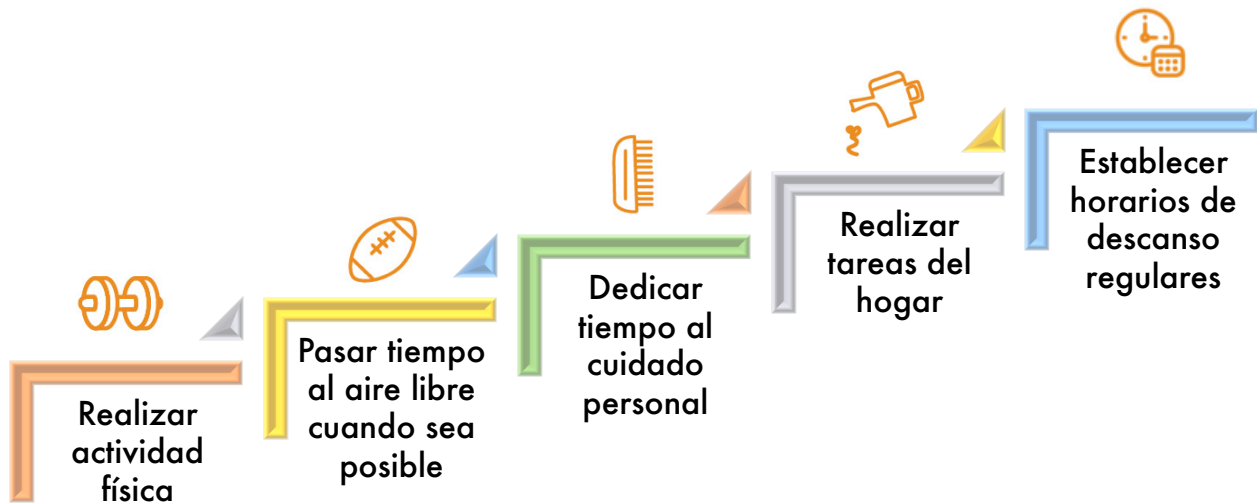 Realizar
actividad
física
Pasar tiempo
al aire libre
cuando sea
posible
Dedicar
tiempo al
cuidado
personal
Realizar
tareas del
hogar
Establecer
horarios de
descanso
regulares